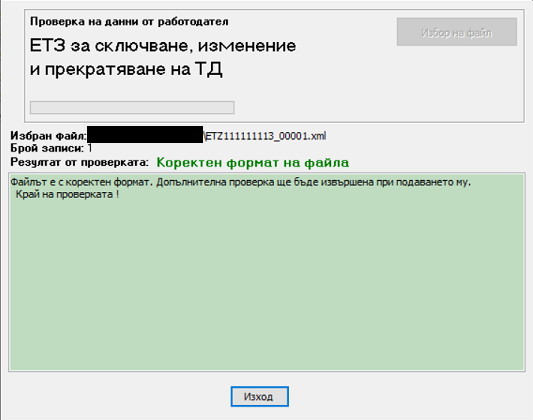 Проверка на данни от работодател
ЕТЗ за сключване, изменение
и прекратяване на ТД
Избор на файл
Избран файл: \ETZ111111113_00001.xml
Брой записи: 1
Резултат от проверката: Коректен формат на файла
Файлът е с коректен формат. Допълнителна проверка ще бъде извършена при подаването му.
Край на проверката !
Изход